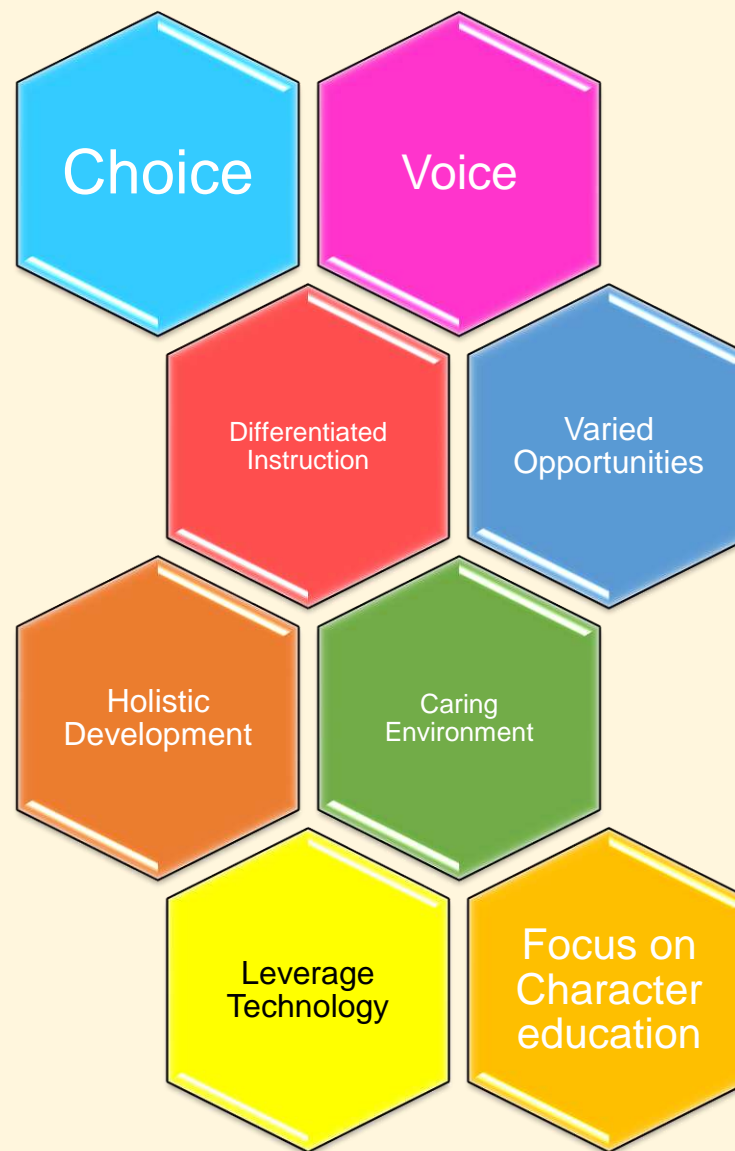 Choice
Voice
Differentiated
Instruction
Varied
Opportunities
Holistic
Development
Caring
Environment
Leverage
Technology
Focus on
Character
education